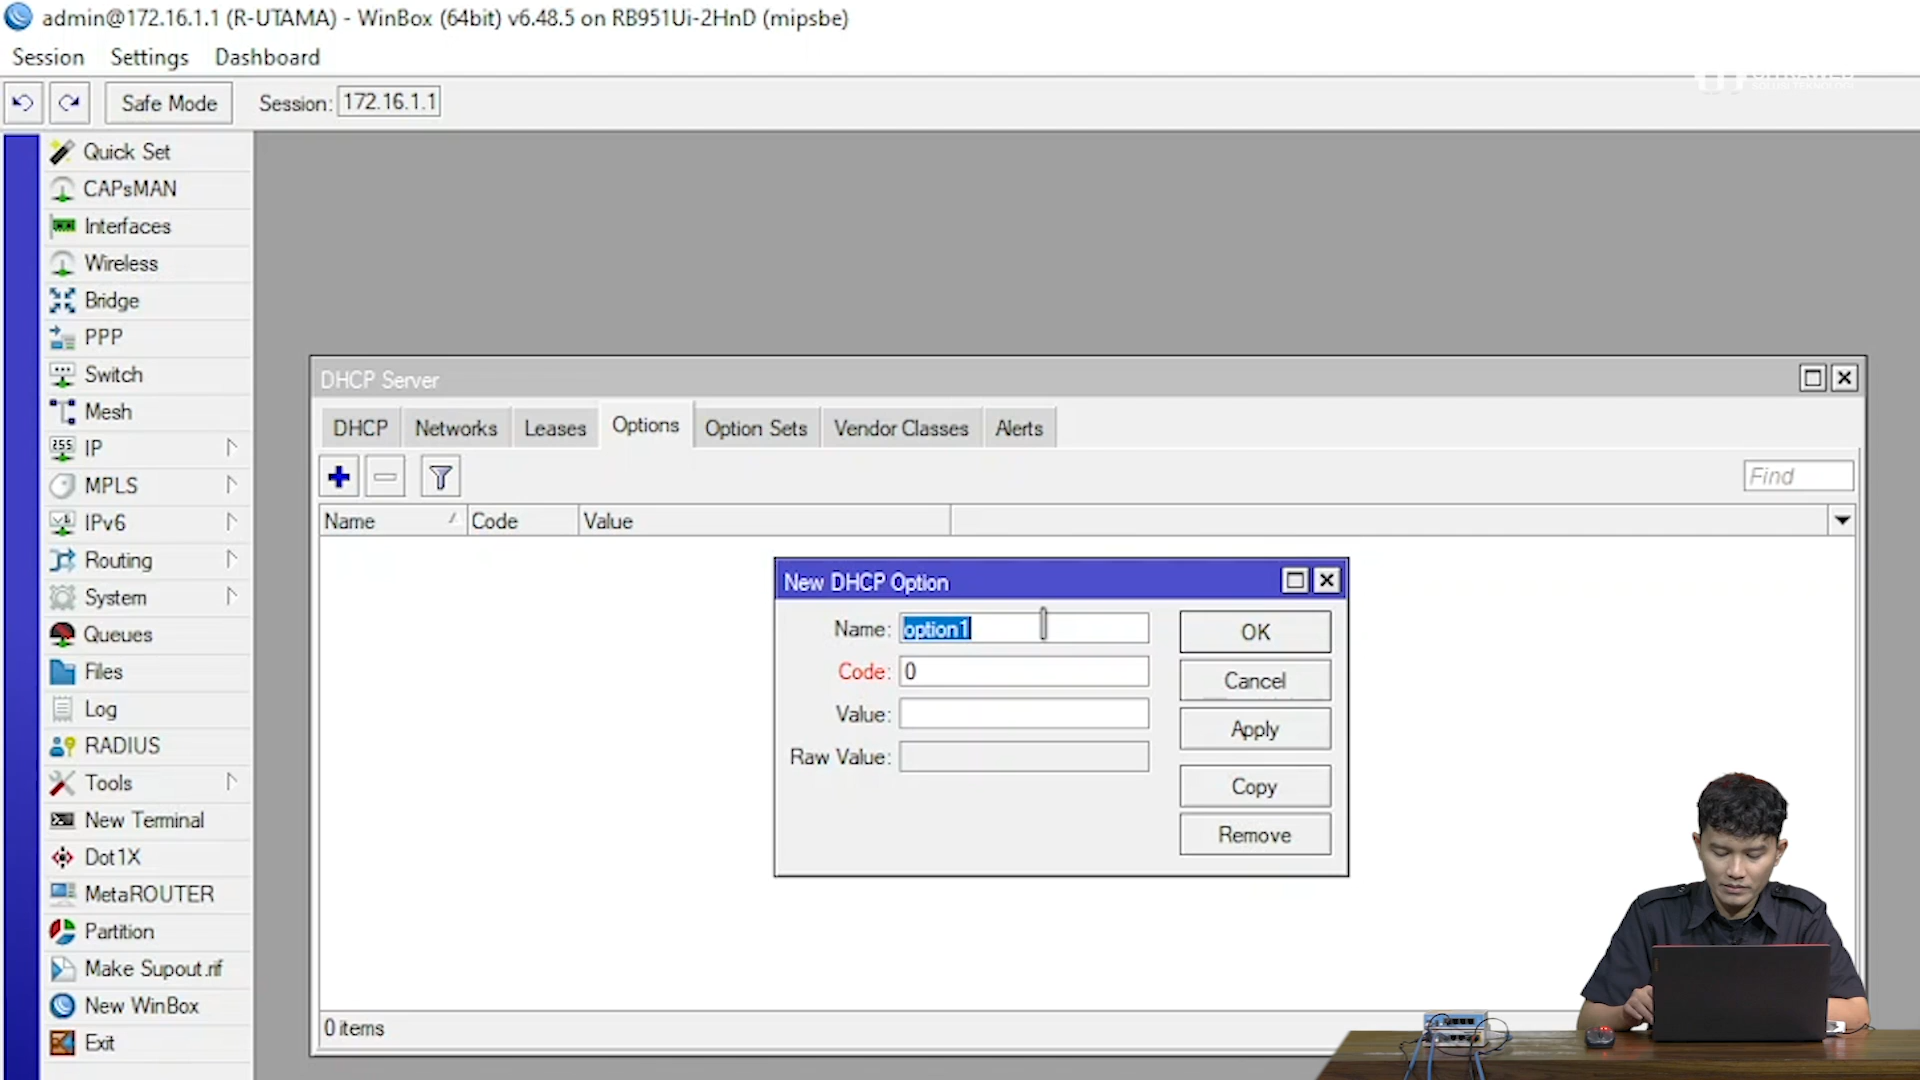 admin@172.16.1.1 (R-UTAMA) - WinBox (64bit) v6.48.5 on RB951Ui-2HnD (mipsbe)
Session Settings Dashboard
Safe Mode Session: 172.16.1.1
Quick Set
CAPsMAN
Interfaces
Wireless
Bridge
PPP
Switch
Mesh
IP
MPLS
IPv6
Routing
System
Queues
Files
Log
RADIUS
Tools
New Terminal
Dot1X
MetaROUTER
Partition
Make Supout.rif
New WinBox
Exit
DHCP Server
DHCP Networks Leases Options Option Sets Vendor Classes Alerts
Find
Name Code Value
New DHCP Option
Name: option1 OK
Code: 0 Cancel
Value: Apply
Raw Value: Copy
Remove
0 items